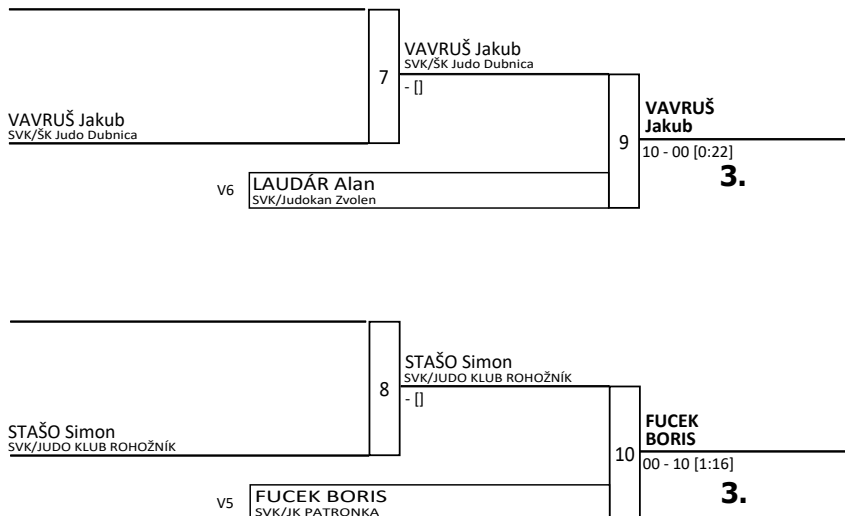 VAVRUŠ Jakub
SVK/ŠK Judo Dubnica
7
- []
VAVRUŠ Jakub
SVK/ŠK Judo Dubnica
VAVRUŠ
Jakub
9
10 - 00 [0:22]
3.
V6
LAUDÁR Alan
SVK/Judokan Zvolen
STAŠO Simon
SVK/JUDO KLUB ROHOŽNÍK
8
- []
STAŠO Simon
SVK/JUDO KLUB ROHOŽNÍK
FUCEK
BORIS
10
00 - 10 [1:16]
3.
V5
FUCEK BORIS
SVK/JK PATRONKA